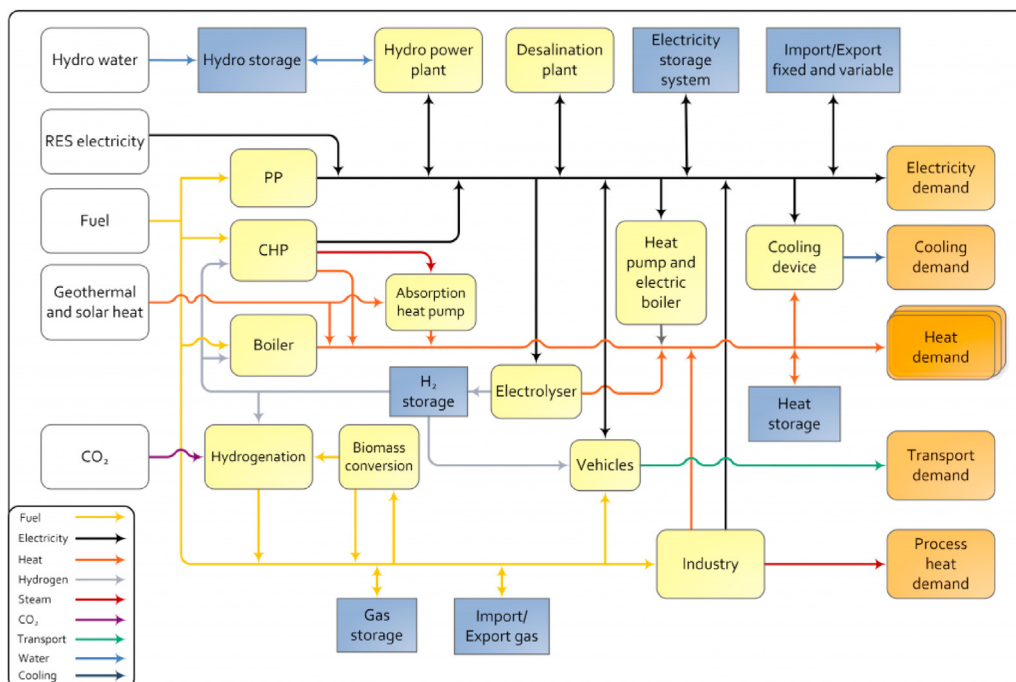 Hydro water
Hydro storage
Hydro power
plant
Desalination
plant
Electricity
storage
system
Import/Export
fixed and variable
RES electricity
PP
Electricity
demand
Fuel
CHP
Heat
pump and
electric
boiler
Cooling
device
Cooling
demand
Geothermal
and solar heat
Absorption
heat pump
Boiler
Heat
demand
H₂
storage
Electrolyser
Heat
storage
CO₂
Hydrogenation
Biomass
conversion
Vehicles
Transport
demand
Industry
Process
heat
demand
Gas
storage
Import/
Export gas
Fuel
Electricity
Heat
Hydrogen
Steam
CO₂
Transport
Water
Cooling